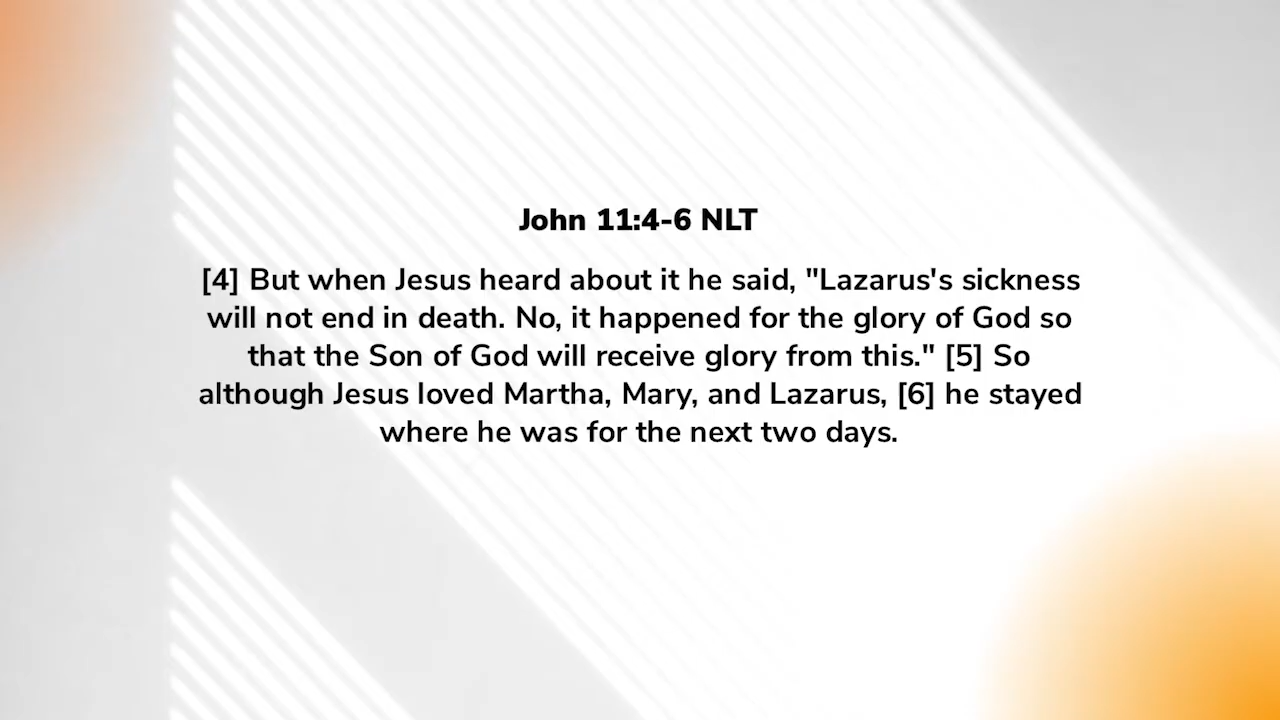 John 11:4-6 NLT
[4] But when Jesus heard about it he said, "Lazarus's sickness
will not end in death. No, it happened for the glory of God so
that the Son of God will receive glory from this." [5] So
although Jesus loved Martha, Mary, and Lazarus, [6] he stayed
where he was for the next two days.